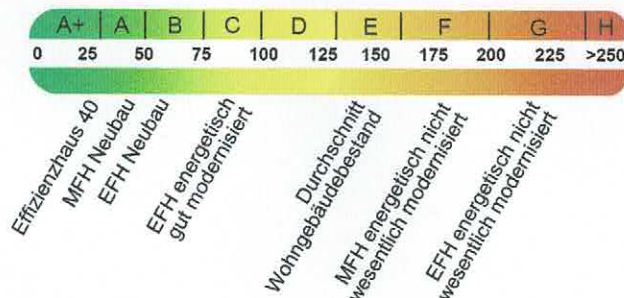 A+ A B C D E F G H
0 25 50 75 100 125 150 175 200 225 >250
Effizienzhaus 40
MFH Neubau
EFH Neubau
EFH energetisch
gut modernisiert
Durchschnitt
Wohngebäudebestand
MFH energetisch nicht
wesentlich modernisiert
EFH energetisch nicht
wesentlich modernisiert